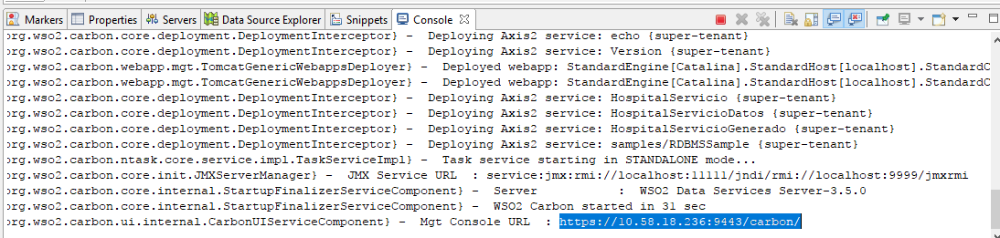 Markers Properties Servers Data Source Explorer Snippets Console
org.wso2.carbon.core.deployment.DeploymentInterceptor} - Deploying Axis2 service: echo {super-tenant}
org.wso2.carbon.core.deployment.DeploymentInterceptor} - Deploying Axis2 service: Version {super-tenant}
org.wso2.carbon.webapp.mgt.TomcatGenericWebappsDeployer} - Deployed webapp: StandardEngine[Catalina].StandardHost[localhost].StandardC
org.wso2.carbon.webapp.mgt.TomcatGenericWebappsDeployer} - Deployed webapp: StandardEngine[Catalina].StandardHost[localhost].StandardC
org.wso2.carbon.core.deployment.DeploymentInterceptor} - Deploying Axis2 service: HospitalServicio {super-tenant}
org.wso2.carbon.core.deployment.DeploymentInterceptor} - Deploying Axis2 service: HospitalServicioDatos {super-tenant}
org.wso2.carbon.core.deployment.DeploymentInterceptor} - Deploying Axis2 service: HospitalServicioGenerado {super-tenant}
org.wso2.carbon.core.deployment.DeploymentInterceptor} - Deploying Axis2 service: samples/RDBMSSample {super-tenant}
org.wso2.carbon.ntask.core.service.impl.TaskServiceImpl} - Task service starting in STANDALONE mode...
org.wso2.carbon.core.init.JMXServerManager} - JMX Service URL : service:jmx:rmi://localhost:11111/jndi/rmi://localhost:9999/jmxrmi
org.wso2.carbon.core.internal.StartupFinalizerServiceComponent} - Server : WSO2 Data Services Server-3.5.0
org.wso2.carbon.core.internal.StartupFinalizerServiceComponent} - WSO2 Carbon started in 31 sec
org.wso2.carbon.ui.internal.CarbonUIServiceComponent} - Mgt Console URL : https://10.58.18.236:9443/carbon/